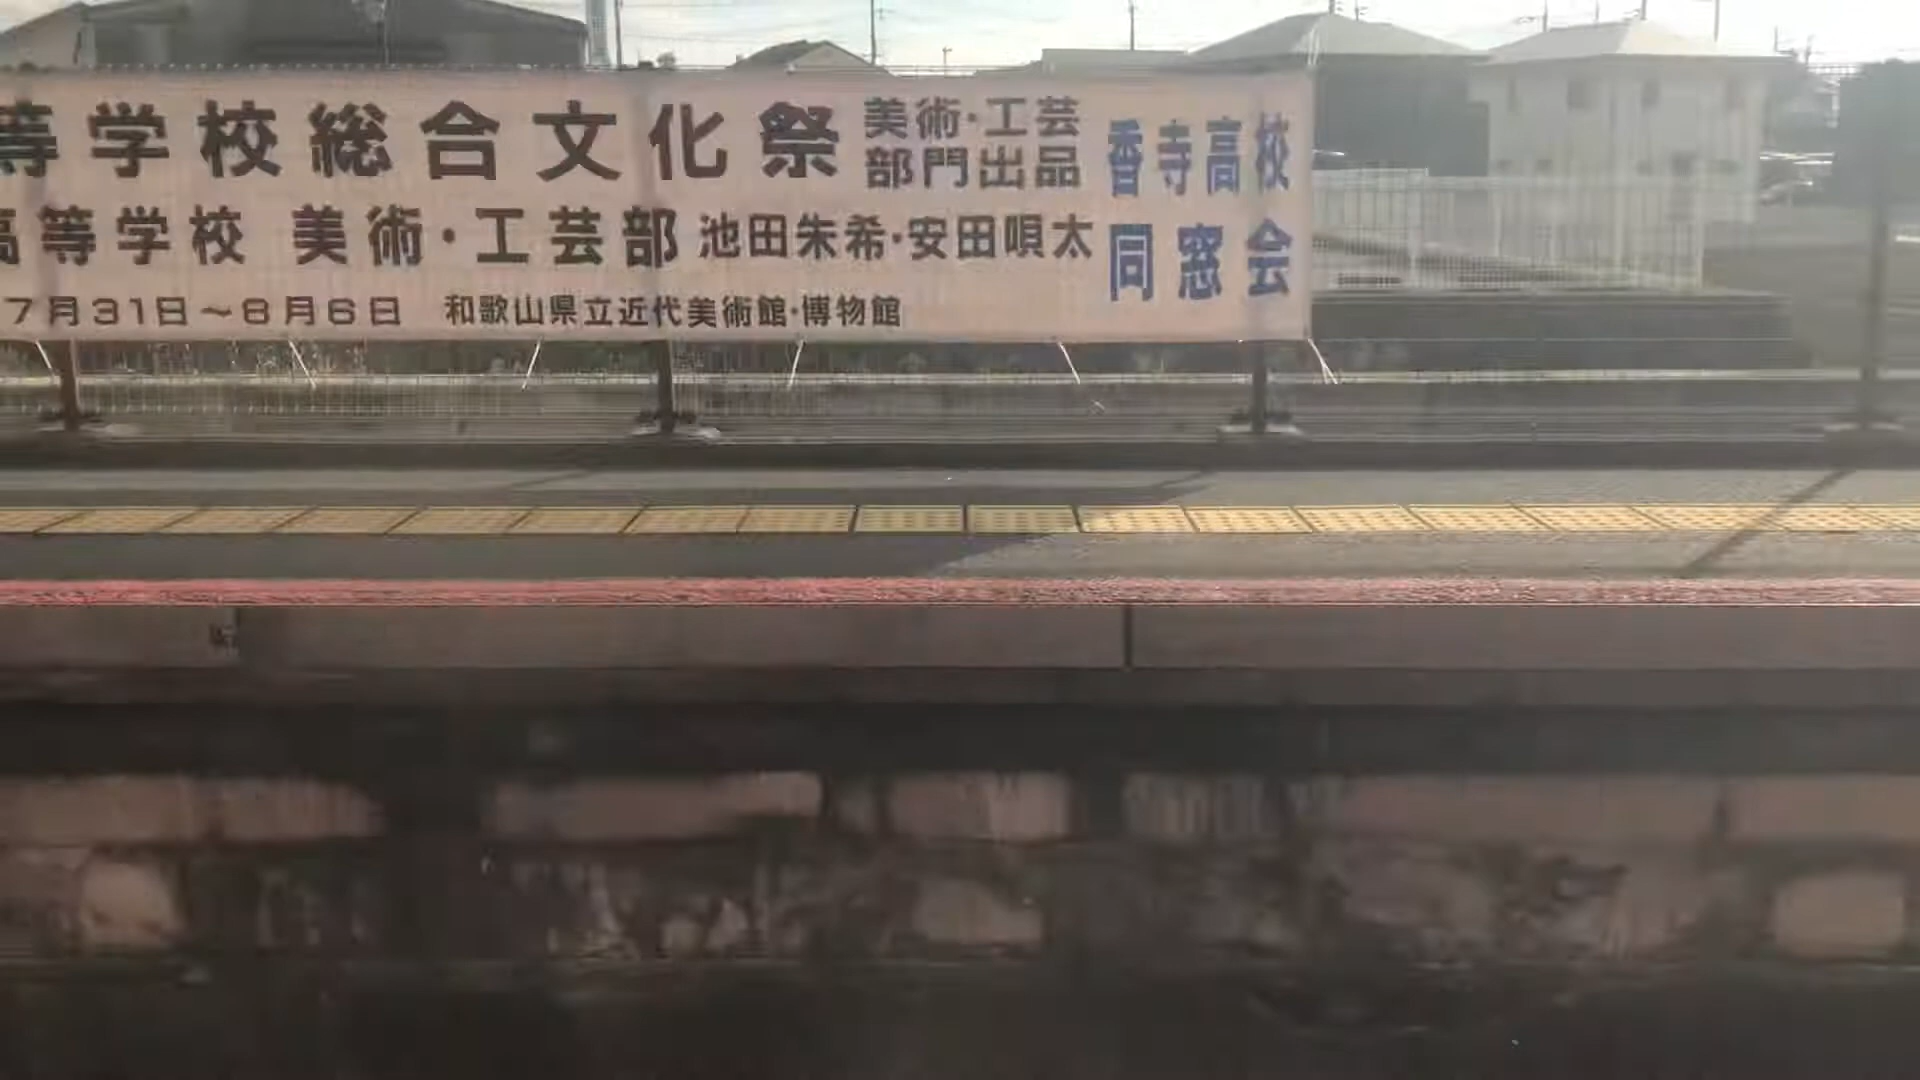 等学校総合文化祭 美術・工芸部門出品
高等学校 美術・工芸部 池田朱希・安田唄太
7月31日～8月6日 和歌山県立近代美術館・博物館
香寺高校
同窓会